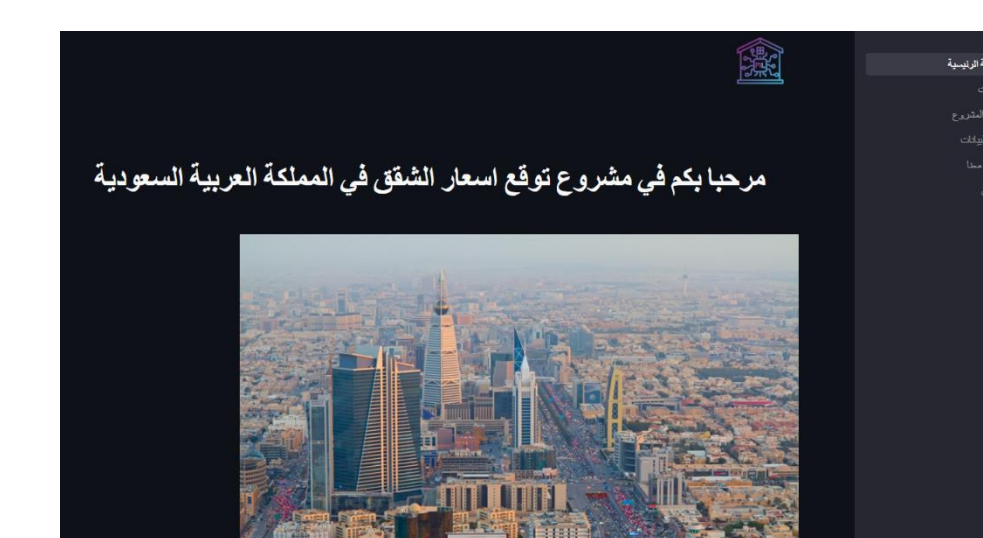 الرئيسية
المشروع
مرحبا بكم في مشروع توقع اسعار الشقق في المملكة العربية السعودية